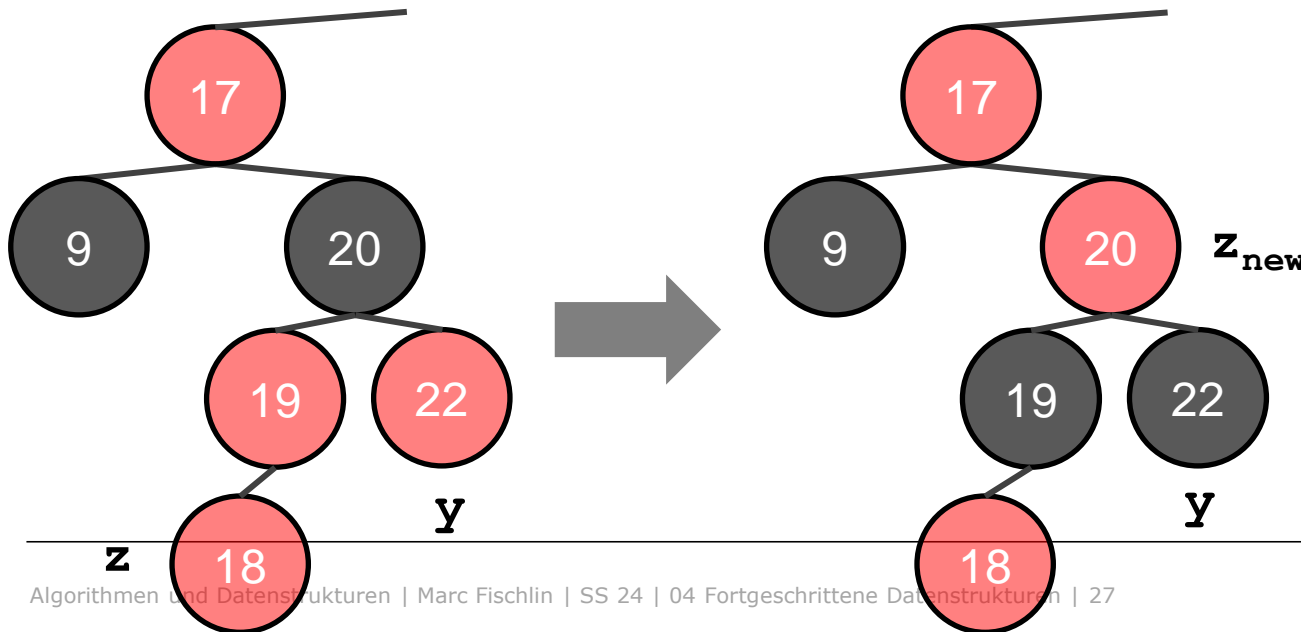 17 17
9 20 9 20 z_new
19 22 19 22
y y
z 18 18
Algorithmen und Datenstrukturen | Marc Fischlin | SS 24 | 04 Fortgeschrittene Datenstrukturen | 27